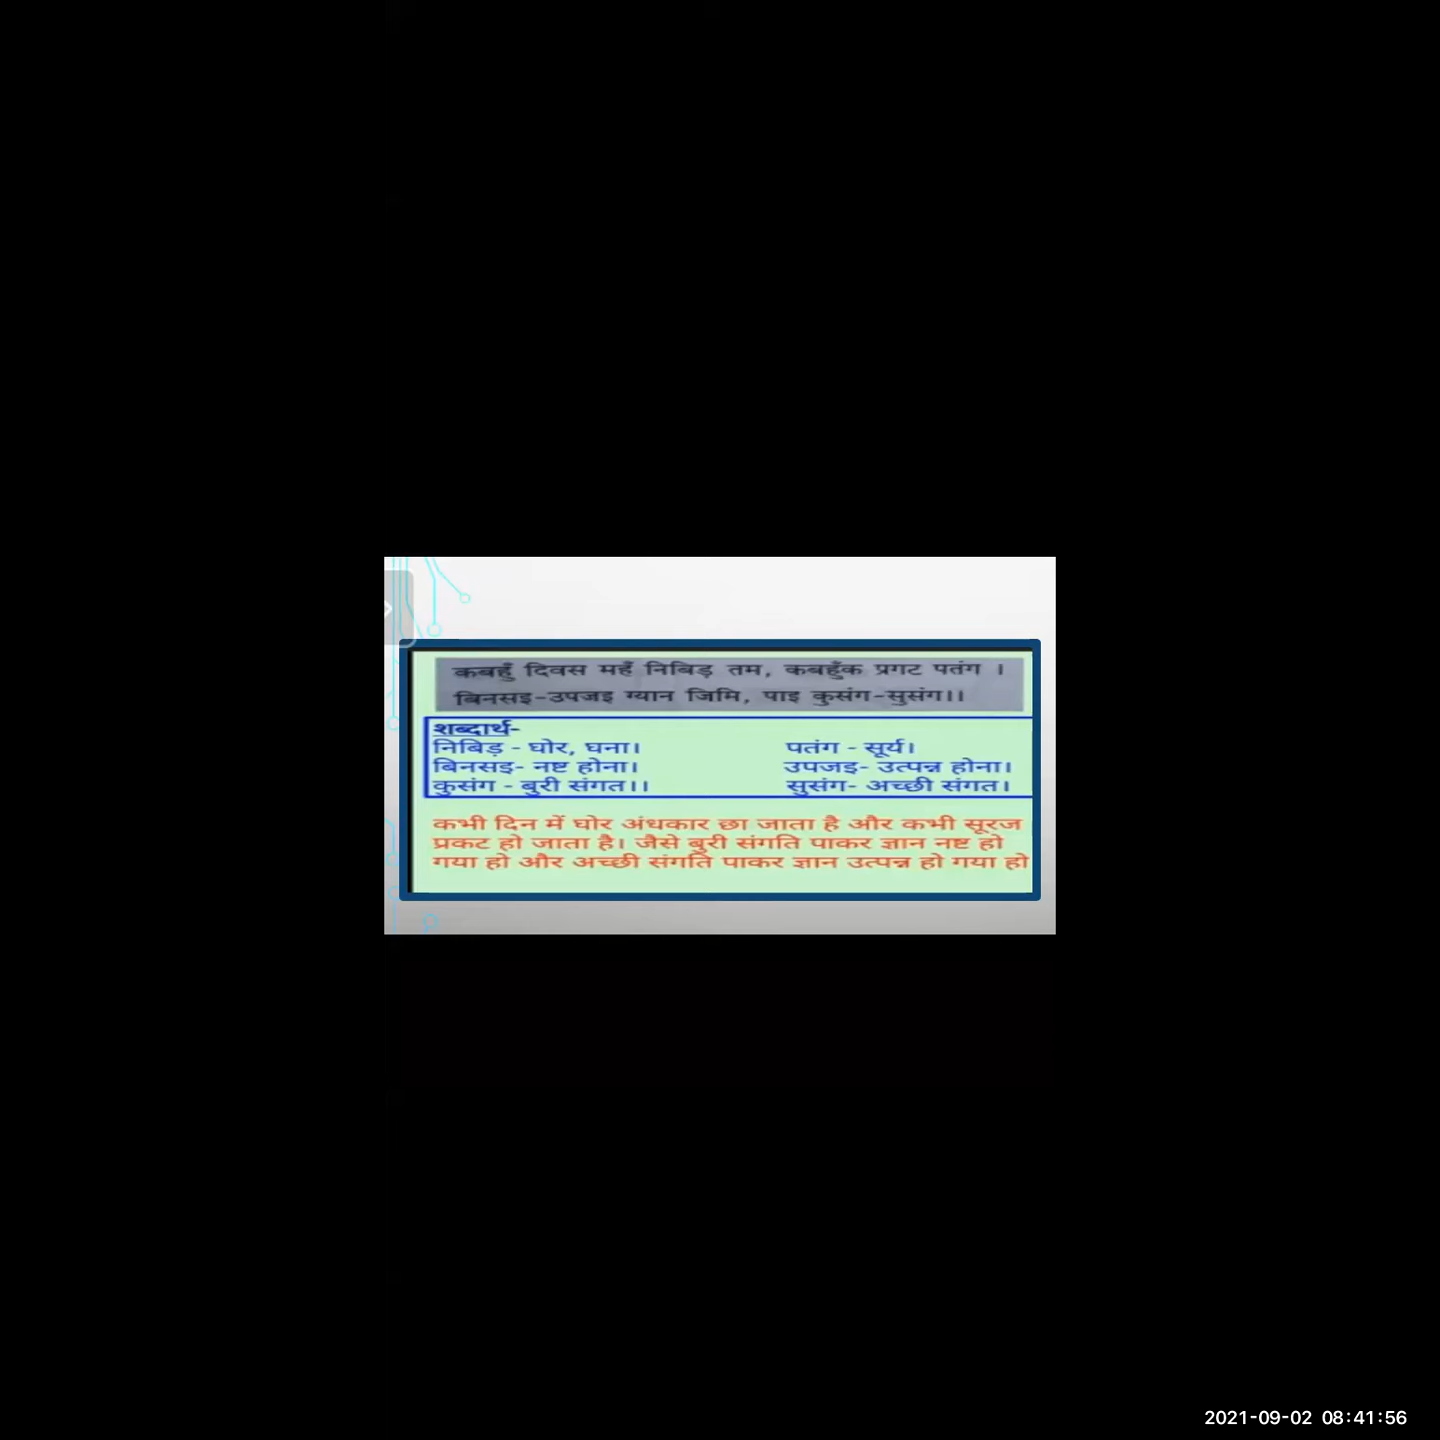 कबहुँ दिवस महँ निबिड़ तम, कबहुँक प्रगट पतंग ।
बिनसइ-उपजइ ग्यान जिमि, पाइ कुसंग-सुसंग।।
शब्दार्थ-
निबिड़ - घोर, घना। पतंग - सूर्य।
बिनसइ- नष्ट होना। उपजइ- उत्पन्न होना।
कुसंग - बुरी संगत।। सुसंग- अच्छी संगत।
कभी दिन में घोर अंधकार छा जाता है और कभी सूरज
प्रकट हो जाता है। जैसे बुरी संगति पाकर ज्ञान नष्ट हो
गया हो और अच्छी संगति पाकर ज्ञान उत्पन्न हो गया हो
2021-09-02 08:41:56